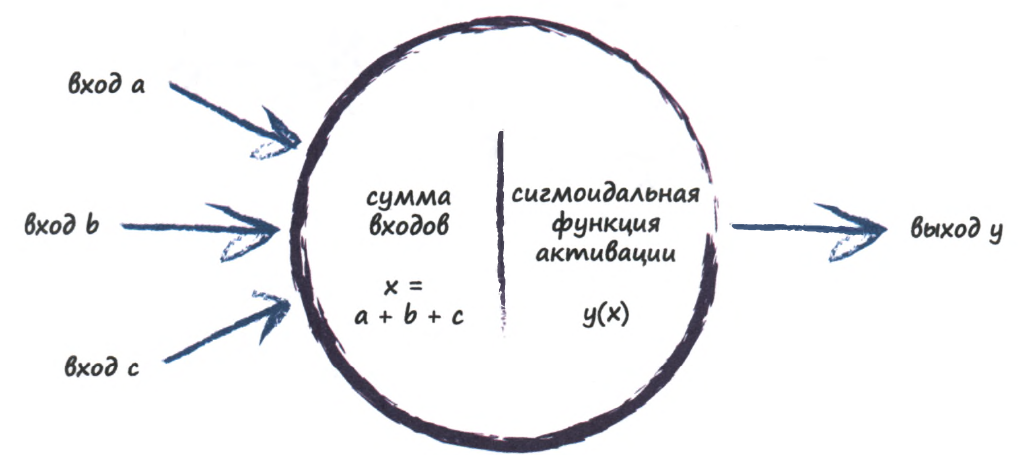 вход a
вход b
вход c
сумма
входов
x =
a + b + c
сигмоидальная
функция
активации
y(x)
выход y